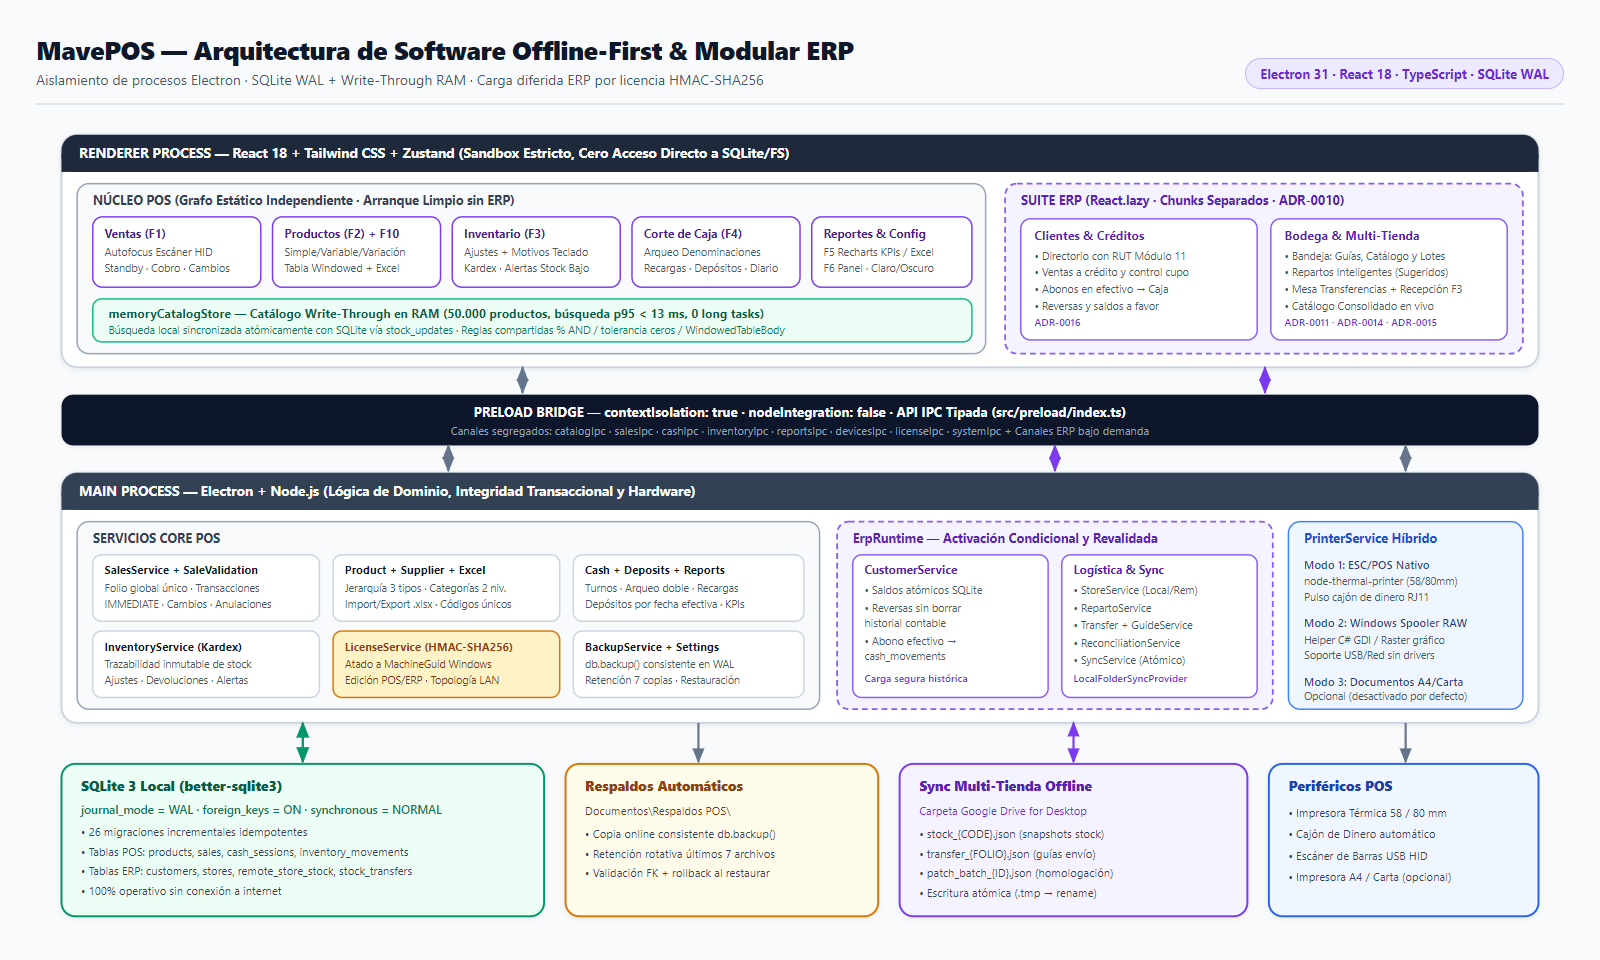 MavePOS — Arquitectura de Software Offline-First & Modular ERP
Aislamiento de procesos Electron · SQLite WAL + Write-Through RAM · Carga diferida ERP por licencia HMAC-SHA256
Electron 31 · React 18 · TypeScript · SQLite WAL
RENDERER PROCESS — React 18 + Tailwind CSS + Zustand (Sandbox Estricto, Cero Acceso Directo a SQLite/FS)
NÚCLEO POS (Grafo Estático Independiente · Arranque Limpio sin ERP)
Ventas (F1)
Autofocus Escáner HID
Standby · Cobro · Cambios
Productos (F2) + F10
Simple/Variable/Variación
Tabla Windowed + Excel
Inventario (F3)
Ajustes + Motivos Teclado
Kardex · Alertas Stock Bajo
Corte de Caja (F4)
Arqueo Denominaciones
Recargas · Depósitos · Diario
Reportes & Config
F5 Recharts KPIs / Excel
F6 Panel · Claro/Oscuro
memoryCatalogStore — Catálogo Write-Through en RAM (50.000 productos, búsqueda p95 < 13 ms, 0 long tasks)
Búsqueda local sincronizada atómicamente con SQLite vía stock_updates · Reglas compartidas % AND / tolerancia ceros / WindowedTableBody
SUITE ERP (React.lazy · Chunks Separados · ADR-0010)
Clientes & Créditos
• Directorio con RUT Módulo 11
• Ventas a crédito y control cupo
• Abonos en efectivo → Caja
• Reversas y saldos a favor
ADR-0016
Bodega & Multi-Tienda
• Bandeja: Guías, Catálogo y Lotes
• Repartos Inteligentes (Sugeridos)
• Mesa Transferencias + Recepción F3
• Catálogo Consolidado en vivo
ADR-0011 · ADR-0014 · ADR-0015
PRELOAD BRIDGE — contextIsolation: true · nodeIntegration: false · API IPC Tipada (src/preload/index.ts)
Canales segregados: catalogIpc · salesIpc · cashIpc · inventoryIpc · reportsIpc · devicesIpc · licenseIpc · systemIpc + Canales ERP bajo demanda
MAIN PROCESS — Electron + Node.js (Lógica de Dominio, Integridad Transaccional y Hardware)
SERVICIOS CORE POS
SalesService + SaleValidation
Folio global único · Transacciones
IMMEDIATE · Cambios · Anulaciones
Product + Supplier + Excel
Jerarquía 3 tipos · Categorías 2 niv.
Import/Export .xlsx · Códigos únicos
Cash + Deposits + Reports
Turnos · Arqueo doble · Recargas
Depósitos por fecha efectiva · KPIs
InventoryService (Kardex)
Trazabilidad inmutable de stock
Ajustes · Devoluciones · Alertas
LicenseService (HMAC-SHA256)
Atado a MachineGuid Windows
Edición POS/ERP · Topología LAN
BackupService + Settings
db.backup() consistente en WAL
Retención 7 copias · Restauración
ErpRuntime — Activación Condicional y Revalidada
CustomerService
• Saldos atómicos SQLite
• Reversas sin borrar
historial contable
• Abono efectivo →
cash_movements
Carga segura histórica
Logística & Sync
• StoreService (Local/Rem)
• RepartoService
• Transfer + GuideService
• ReconciliationService
• SyncService (Atómico)
LocalFolderSyncProvider
PrinterService Híbrido
Modo 1: ESC/POS Nativo
node-thermal-printer (58/80mm)
Pulso cajón de dinero RJ11
Modo 2: Windows Spooler RAW
Helper C# GDI / Raster gráfico
Soporte USB/Red sin drivers
Modo 3: Documentos A4/Carta
Opcional (desactivado por defecto)
SQLite 3 Local (better-sqlite3)
journal_mode = WAL · foreign_keys = ON · synchronous = NORMAL
• 26 migraciones incrementales idempotentes
• Tablas POS: products, sales, cash_sessions, inventory_movements
• Tablas ERP: customers, stores, remote_store_stock, stock_transfers
• 100% operativo sin conexión a internet
Respaldos Automáticos
Documentos\Respaldos POS\
• Copia online consistente db.backup()
• Retención rotativa últimos 7 archivos
• Validación FK + rollback al restaurar
Sync Multi-Tienda Offline
Carpeta Google Drive for Desktop
• stock_{CODE}.json (snapshots stock)
• transfer_{FOLIO}.json (guías envío)
• patch_batch_{ID}.json (homologación)
• Escritura atómica (.tmp → rename)
Periféricos POS
• Impresora Térmica 58 / 80 mm
• Cajón de Dinero automático
• Escáner de Barras USB HID
• Impresora A4 / Carta (opcional)